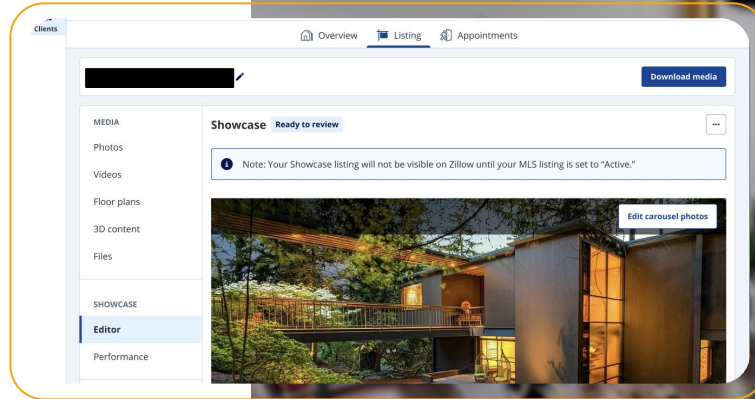 Clients
Overview
Listing
Appointments
Download media
MEDIA
Photos
Videos
Floor plans
3D content
Files
SHOWCASE
Editor
Performance
Showcase
Ready to review
...
Note: Your Showcase listing will not be visible on Zillow until your MLS listing is set to “Active.”
Edit carousel photos